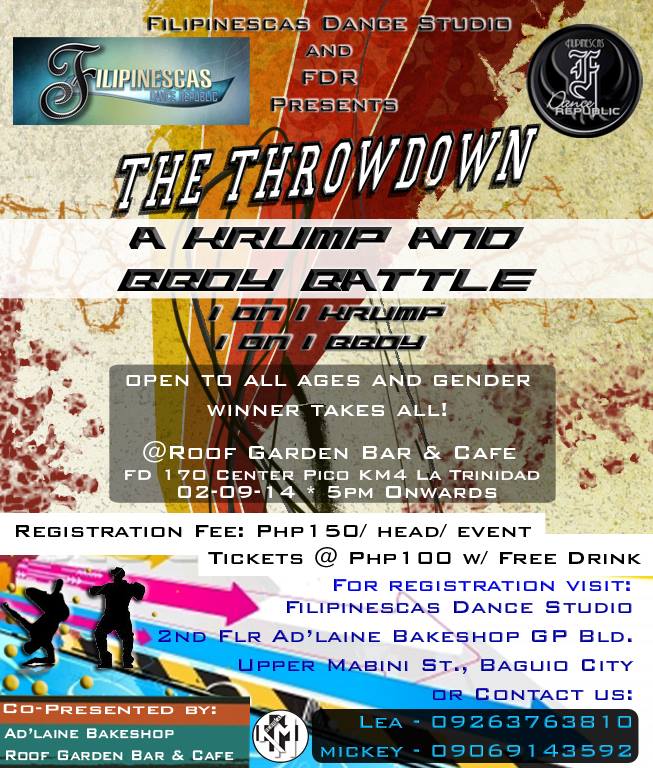 Filipinescas Dance Studio
and
FDR
Presents
Filipinescas
Dance Republic
Filipinescas
Dance
Republic
THE THROWDOWN
A KRUMP AND
BBOY BATTLE
1 ON 1 KRUMP
1 ON 1 BBOY
open to all ages and gender
winner takes all!
@Roof Garden Bar & Cafe
FD 170 Center Pico KM4 La Trinidad
02-09-14 * 5pm Onwards
Registration Fee: Php150/ head/ event
Tickets @ Php100 w/ Free Drink
For registration visit:
Filipinescas Dance Studio
2nd Flr Ad'laine Bakeshop GP Bld.
Upper Mabini St., Baguio City
or Contact us:
Lea - 09263763810
mickey - 09069143592
Co-Presented by:
Ad'laine Bakeshop
Roof Garden Bar & Cafe